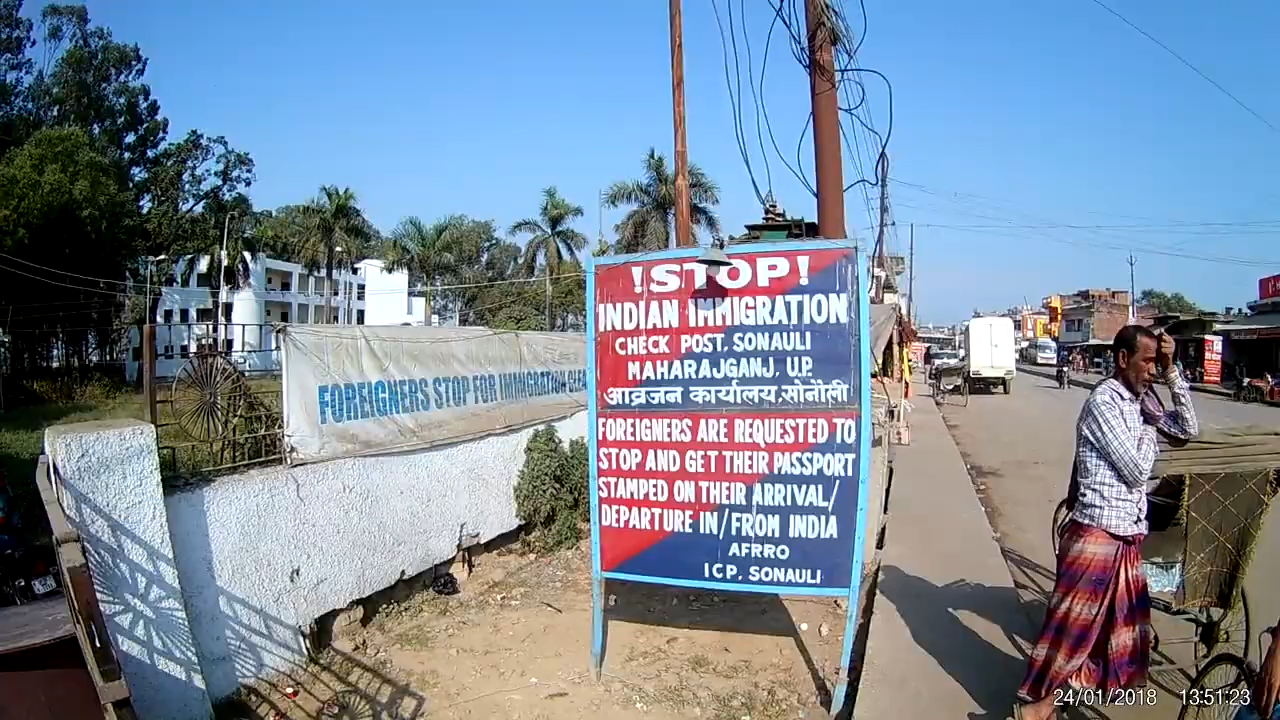 !STOP!
INDIAN IMMIGRATION
CHECK POST, SONAULI
MAHARAJGANJ, U.P.
आव्रजन कार्यालय,सोनौली
FOREIGNERS ARE REQUESTED TO
STOP AND GET THEIR PASSPORT
STAMPED ON THEIR ARRIVAL/
DEPARTURE IN/FROM INDIA
AFRRO
ICP, SONAULI
FOREIGNERS STOP FOR IMMIGRATION
24/01/2018 13:51:23